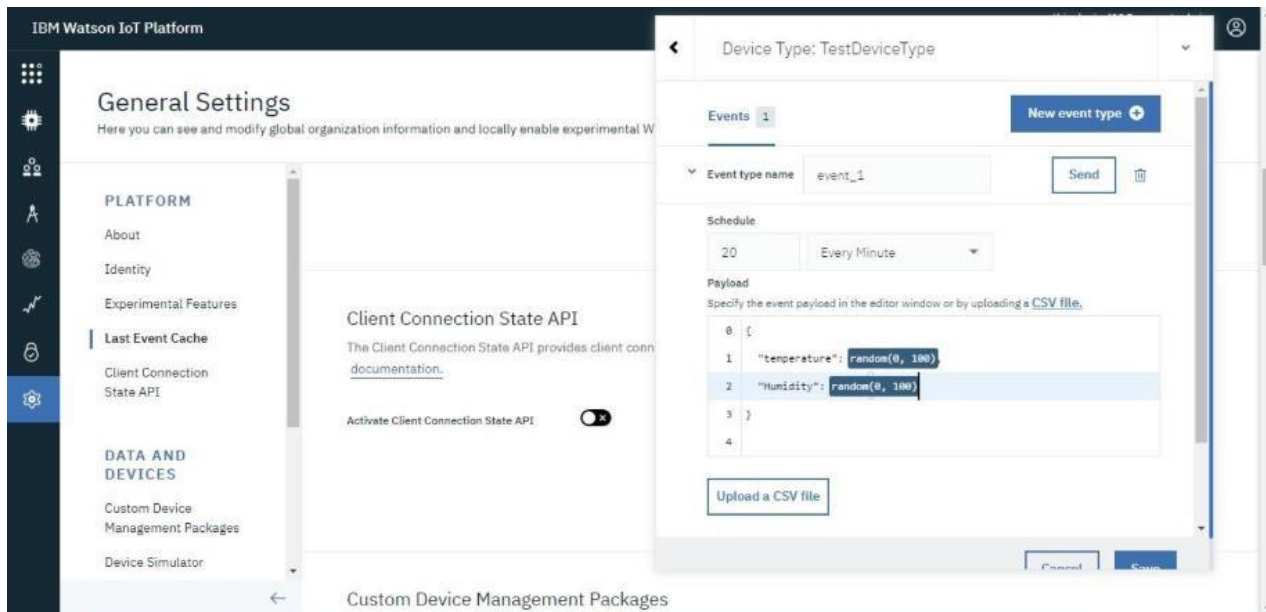 IBM Watson IoT Platform
General Settings
Here you can see and modify global organization information and locally enable experimental W
PLATFORM
About
Identity
Experimental Features
Last Event Cache
Client Connection
State API
DATA AND
DEVICES
Custom Device
Management Packages
Device Simulator
Client Connection State API
The Client Connection State API provides client conn
documentation.
Activate Client Connection State API
Custom Device Management Packages
Device Type: TestDeviceType
Events 1
New event type
Event type name event_1 Send
Schedule
20 Every Minute
Payload
Specify the event payload in the editor window or by uploading a CSV file.
0 {
1 "temperature": random(0, 100),
2 "Humidity": random(0, 100)
3 }
4
Upload a CSV file
Cancel Save